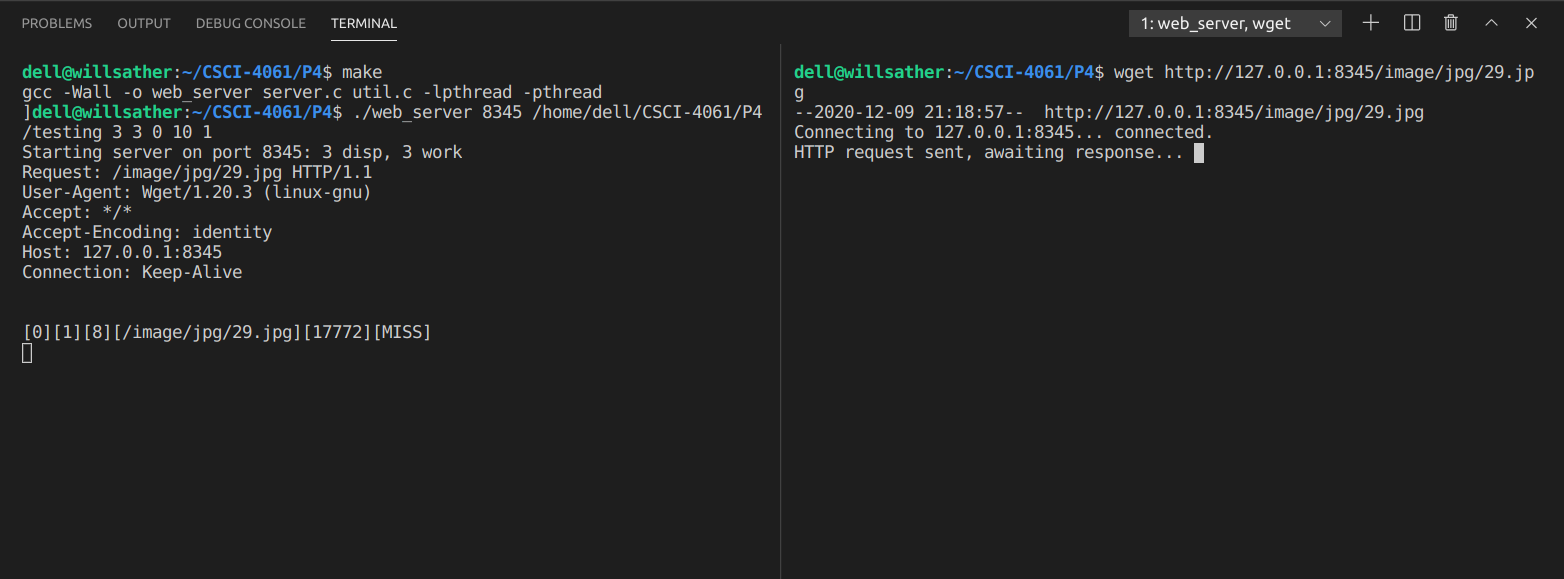 PROBLEMS OUTPUT DEBUG CONSOLE TERMINAL 1: web_server, wget
dell@willsather:~/CSCI-4061/P4$ make
gcc -Wall -o web_server server.c util.c -lpthread -pthread
]dell@willsather:~/CSCI-4061/P4$ ./web_server 8345 /home/dell/CSCI-4061/P4
/testing 3 3 0 10 1
Starting server on port 8345: 3 disp, 3 work
Request: /image/jpg/29.jpg HTTP/1.1
User-Agent: Wget/1.20.3 (linux-gnu)
Accept: */*
Accept-Encoding: identity
Host: 127.0.0.1:8345
Connection: Keep-Alive
[0][1][8][/image/jpg/29.jpg][17772][MISS]
dell@willsather:~/CSCI-4061/P4$ wget http://127.0.0.1:8345/image/jpg/29.jp
g
--2020-12-09 21:18:57--  http://127.0.0.1:8345/image/jpg/29.jpg
Connecting to 127.0.0.1:8345... connected.
HTTP request sent, awaiting response...